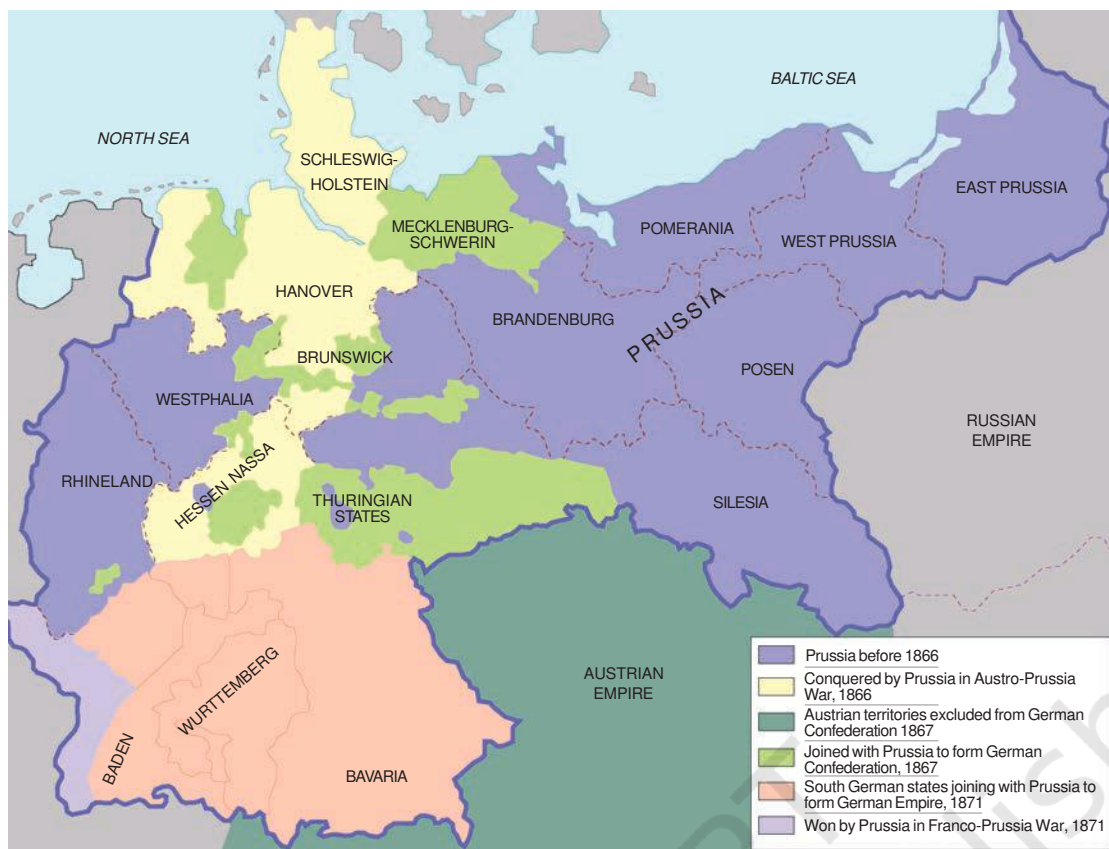 BALTIC SEA
NORTH SEA
SCHLESWIG-
HOLSTEIN
EAST PRUSSIA
MECKLENBURG-
SCHWERIN
POMERANIA
WEST PRUSSIA
HANOVER
BRANDENBURG
PRUSSIA
BRUNSWICK
POSEN
WESTPHALIA
RUSSIAN
EMPIRE
RHINELAND
HESSEN NASSA
THURINGIAN
STATES
SILESIA
AUSTRIAN
EMPIRE
WURTTEMBERG
BADEN
BAVARIA
Prussia before 1866
Conquered by Prussia in Austro-Prussia
War, 1866
Austrian territories excluded from German
Confederation 1867
Joined with Prussia to form German
Confederation, 1867
South German states joining with Prussia to
form German Empire, 1871
Won by Prussia in Franco-Prussia War, 1871